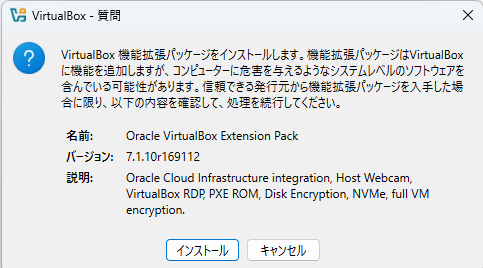 VirtualBox - 質問
VirtualBox 機能拡張パッケージをインストールします。機能拡張パッケージはVirtualBox
に機能を追加しますが、コンピューターに危害を与えるようなシステムレベルのソフトウェアを
含んでいる可能性があります。信頼できる発行元から機能拡張パッケージを入手した場
合に限り、以下の内容を確認して、処理を続行してください。
名前: Oracle VirtualBox Extension Pack
バージョン: 7.1.10r169112
説明: Oracle Cloud Infrastructure integration, Host Webcam,
VirtualBox RDP, PXE ROM, Disk Encryption, NVMe, full VM
encryption.
インストール キャンセル